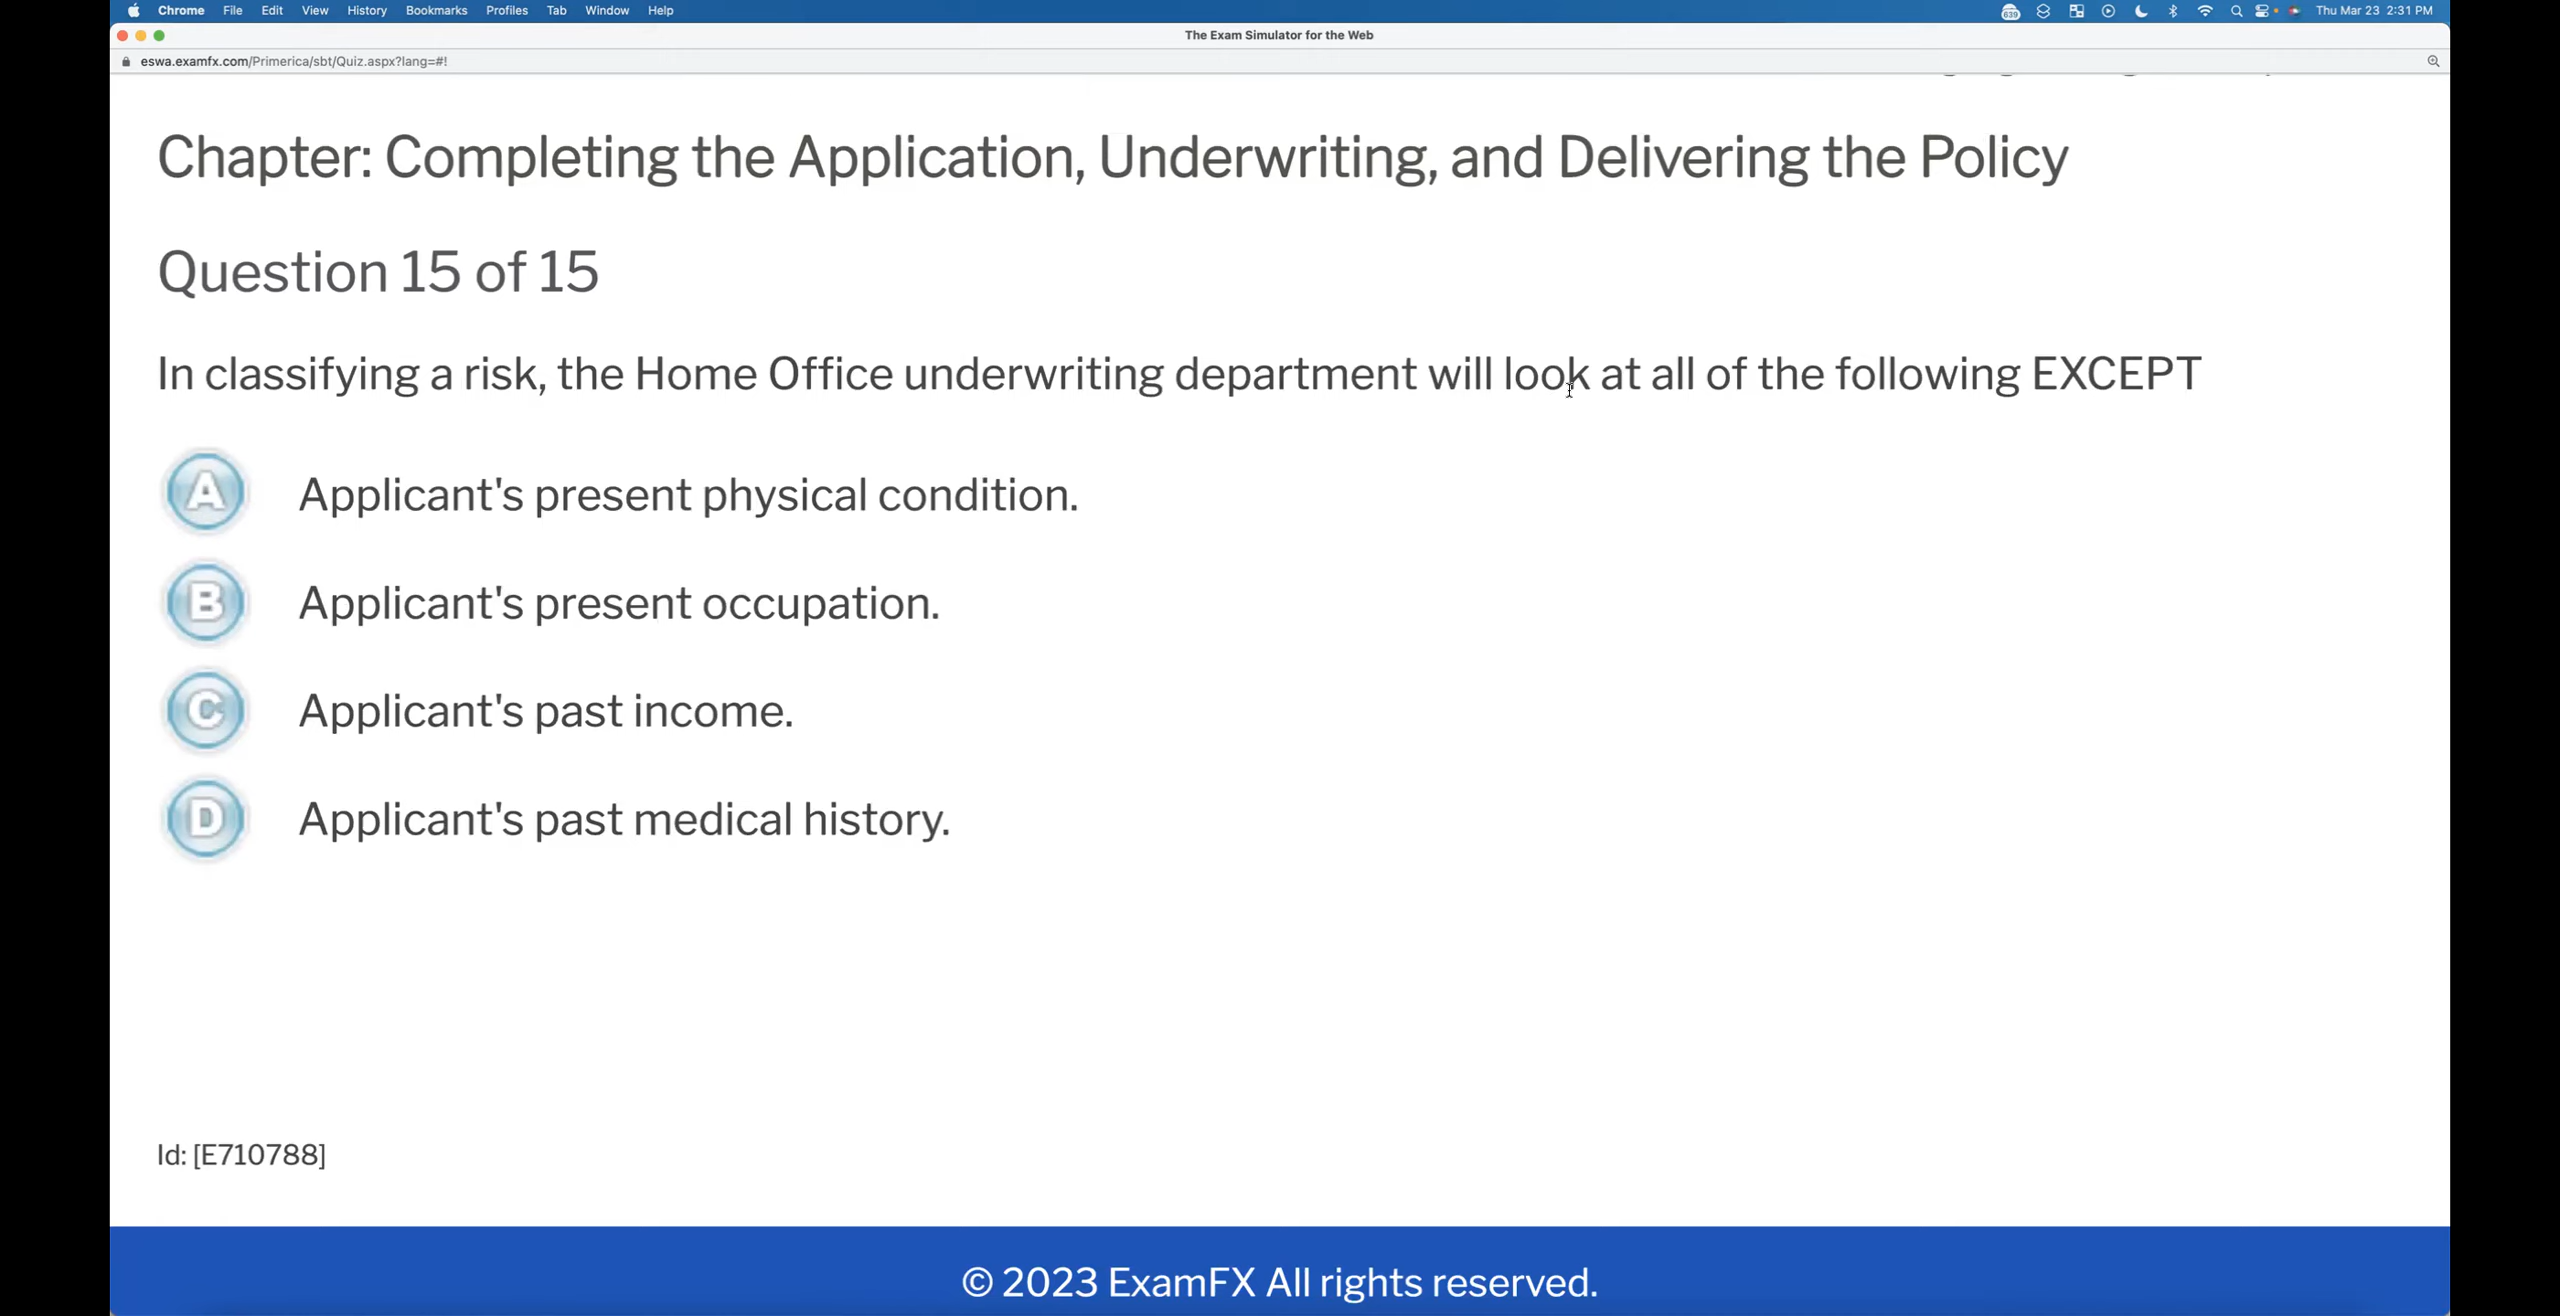 Chrome File Edit View History Bookmarks Profiles Tab Window Help 639 Thu Mar 23 2:31 PM
The Exam Simulator for the Web
eswa.examfx.com/Primerica/sbt/Quiz.aspx?lang=#!
Chapter: Completing the Application, Underwriting, and Delivering the Policy
Question 15 of 15
In classifying a risk, the Home Office underwriting department will look at all of the following EXCEPT
A Applicant's present physical condition.
B Applicant's present occupation.
C Applicant's past income.
D Applicant's past medical history.
Id: [E710788]
© 2023 ExamFX All rights reserved.